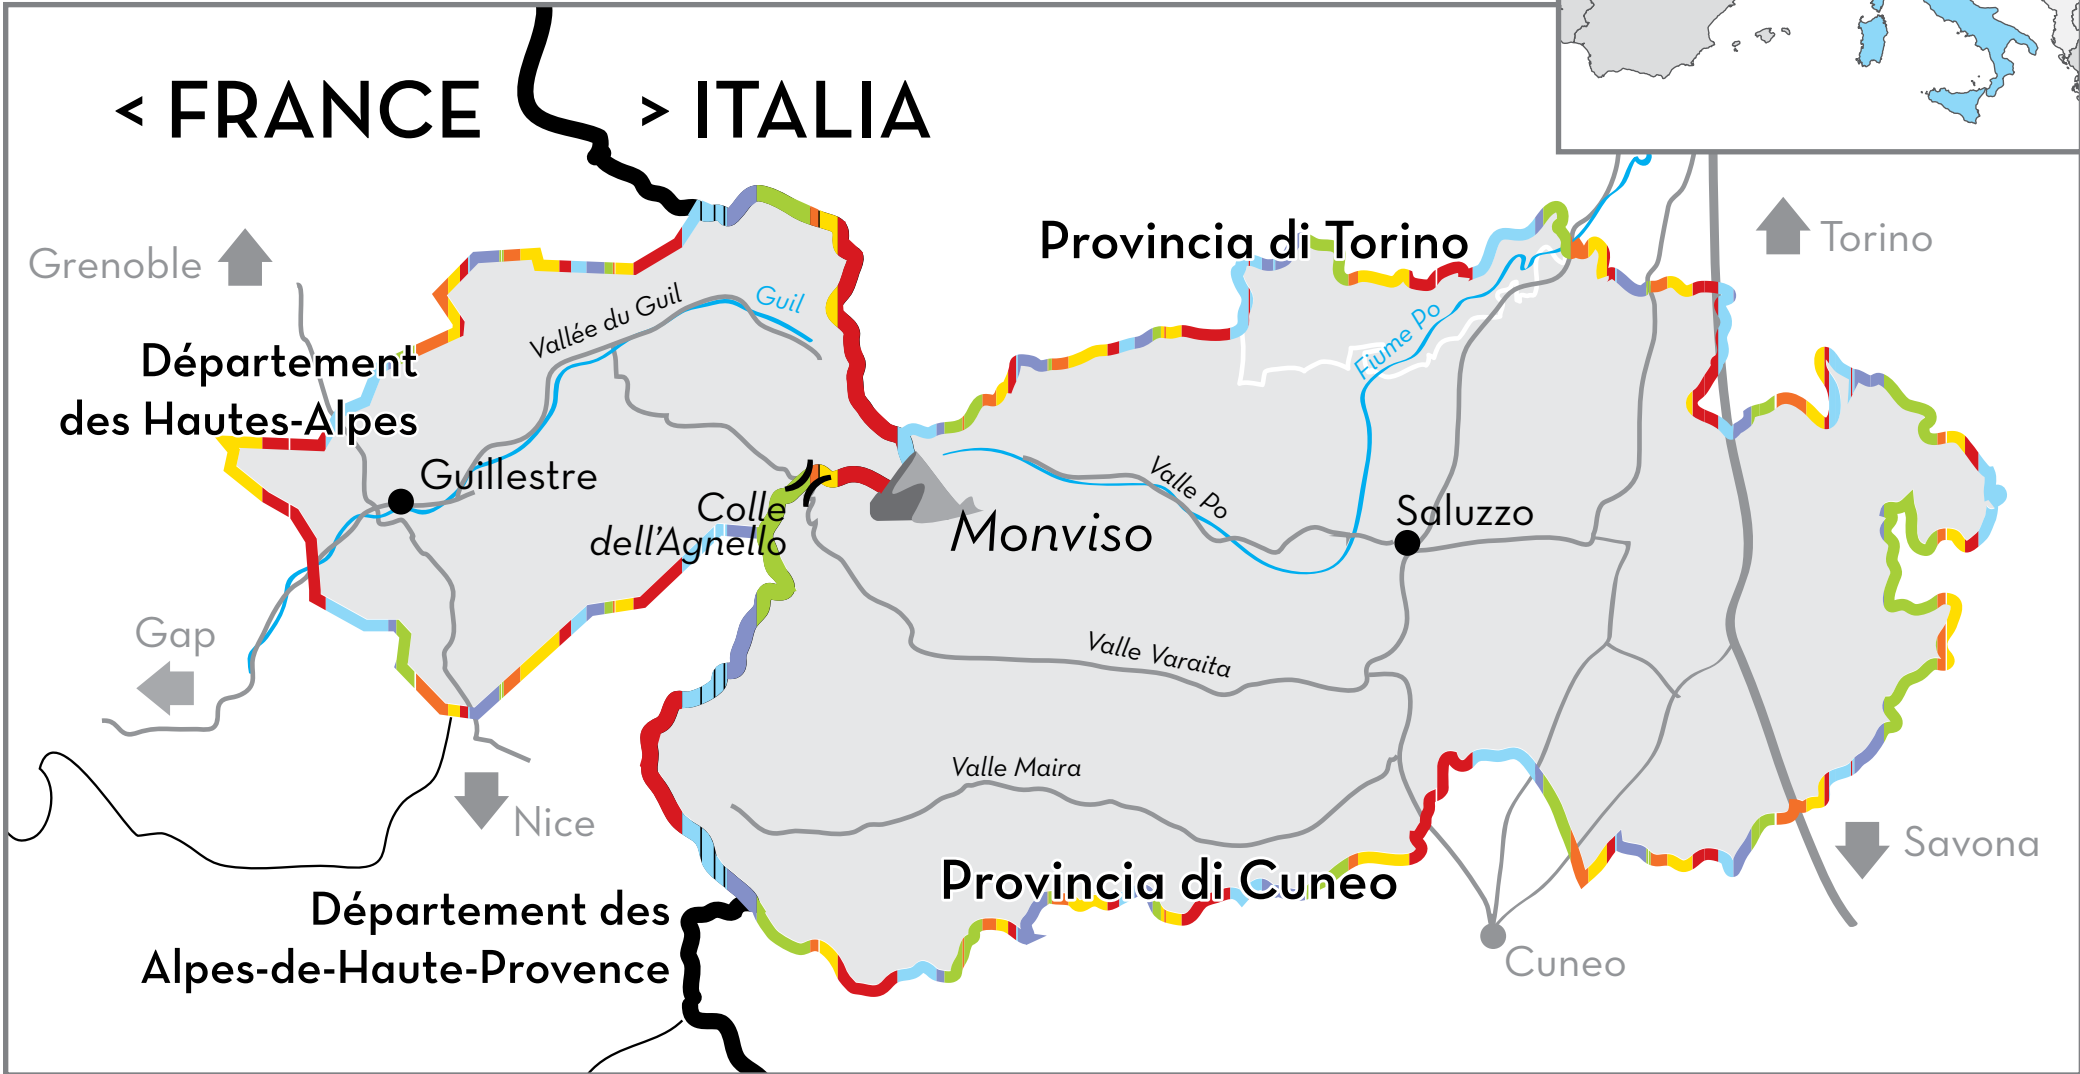 < FRANCE
> ITALIA
Grenoble
Provincia di Torino
Torino
Guil
Vallée du Guil
Fiume Po
Département
des Hautes-Alpes
Guillestre
Colle
dell'Agnello
Monviso
Valle Po
Saluzzo
Gap
Valle Varaita
Valle Maira
Nice
Savona
Provincia di Cuneo
Département des
Alpes-de-Haute-Provence
Cuneo